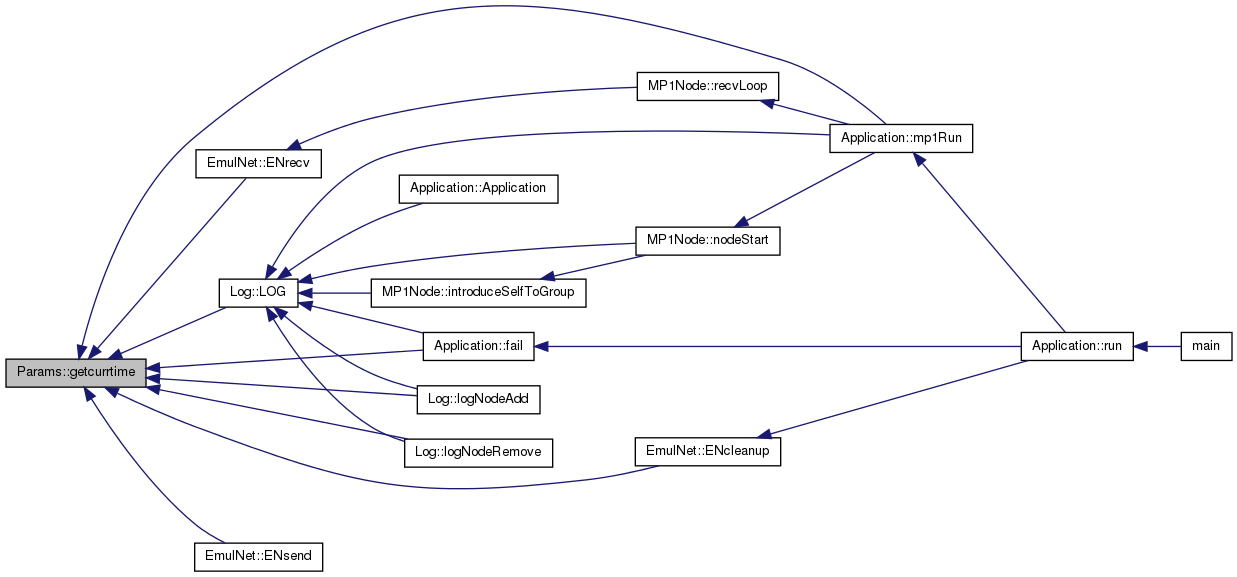 MP1Node::recvLoop
Application::mp1Run
EmulNet::ENrecv
Application::Application
MP1Node::nodeStart
Log::LOG
MP1Node::introduceSelfToGroup
Application::fail
Application::run
main
Params::getcurrtime
Log::logNodeAdd
Log::logNodeRemove
EmulNet::ENcleanup
EmulNet::ENsend